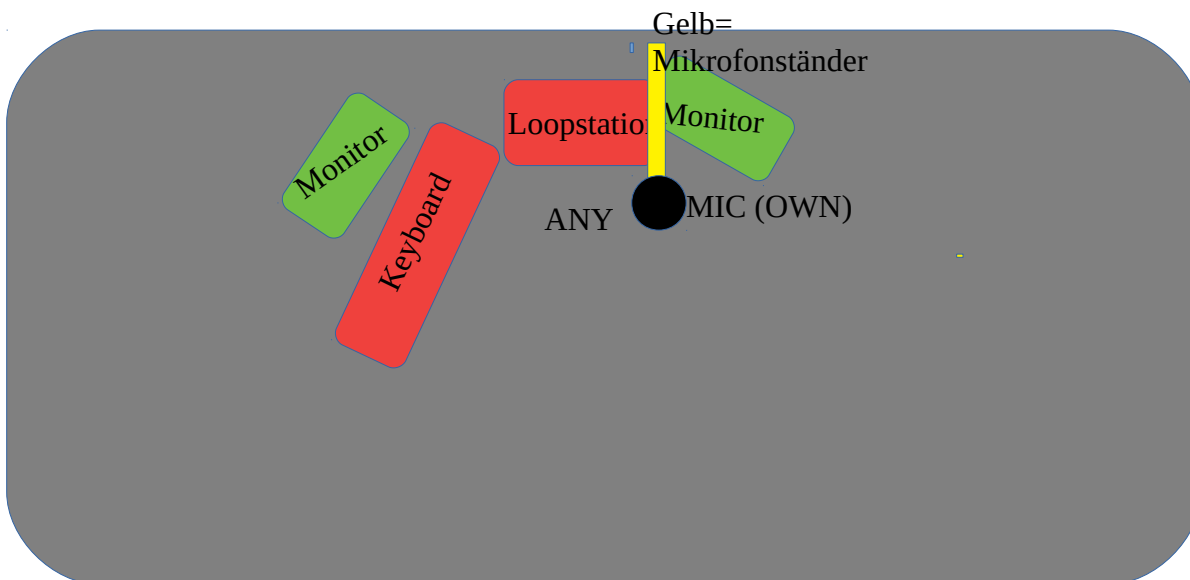 Gelb=
Mikrofonständer
Monitor
Loopstation
Monitor
Keyboard
ANY
MIC (OWN)